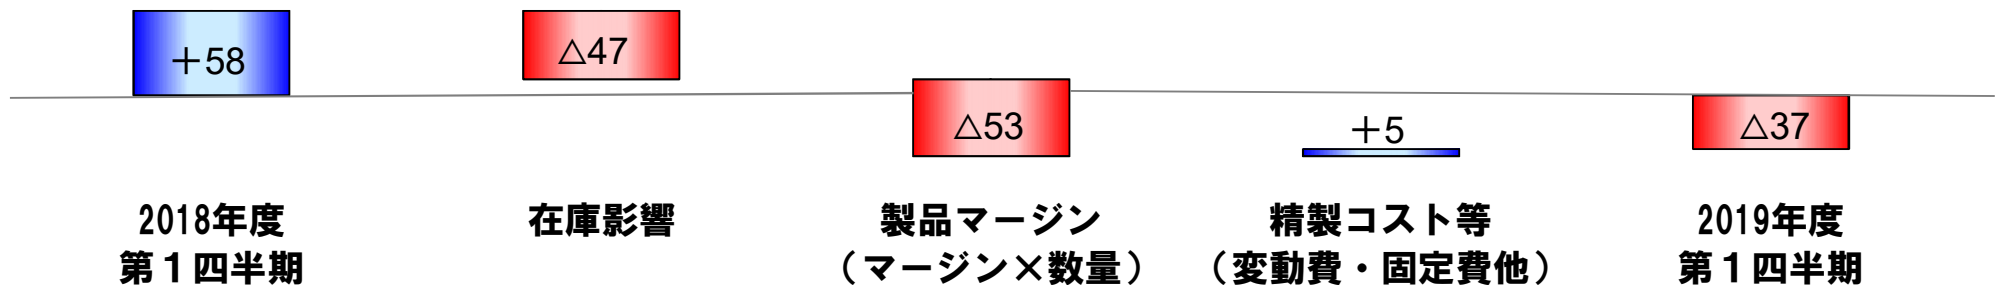 ＋58
△47
△53
＋5
△37
2018年度
第１四半期
在庫影響
製品マージン
（マージン×数量）
精製コスト等
（変動費・固定費他）
2019年度
第１四半期